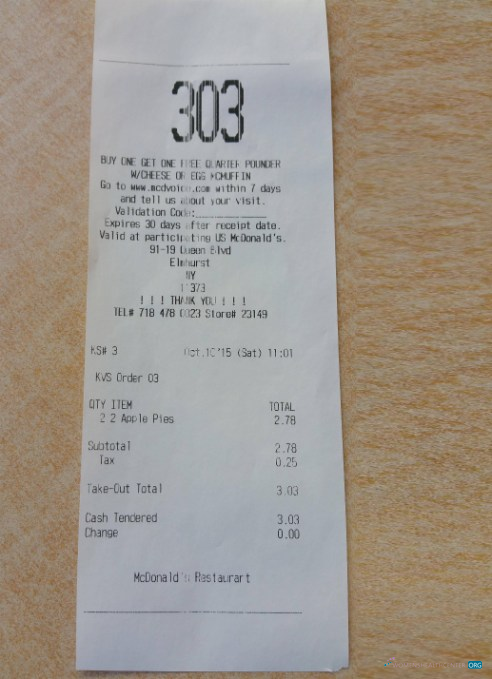 303
BUY ONE GET ONE FREE QUARTER POUNDER
W/CHEESE OR EGG MCMUFFIN
Go to www.mcdvoice.com within 7 days
and tell us about your visit.
Validation Code:____________
Expires 30 days after receipt date.
Valid at participating US McDonald's.
91-19 Queen Blvd
Elmhurst
NY
11373
! ! ! THANK YOU ! ! !
TEL# 718 478 0023 Store# 23149
KS# 3 Oct.10'15 (Sat) 11:01
KVS Order 03
QTY ITEM TOTAL
2 2 Apple Pies 2.78
Subtotal 2.78
Tax 0.25
Take-Out Total 3.03
Cash Tendered 3.03
Change 0.00
McDonald's Restaurart
.ORG